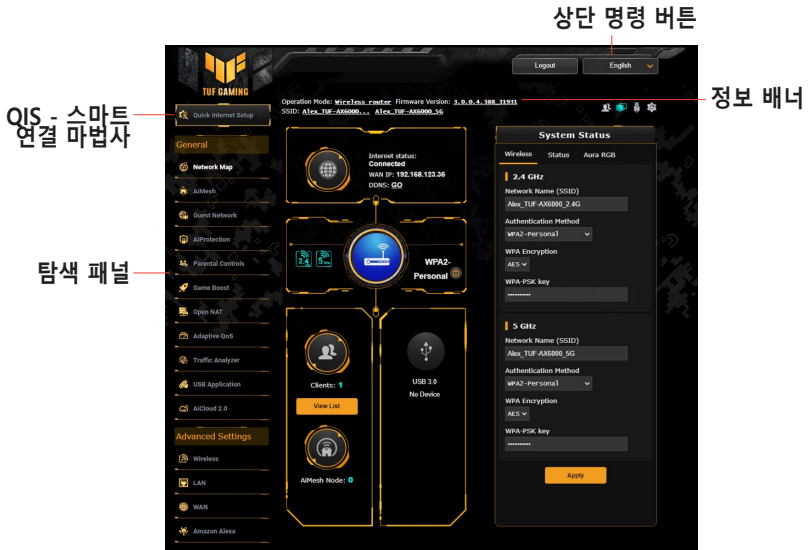 상단 명령 버튼
정보 배너
QIS - 스마트
연결 마법사
탐색 패널
TUF GAMING
Logout
English
Operation Mode: Wireless router Firmware Version: 3.0.0.4.388_31931
SSID: Alex_TUF-AX6000... Alex_TUF-AX6000_5G
Quick Internet Setup
General
Network Map
AiMesh
Guest Network
AiProtection
Parental Controls
Game Boost
Open NAT
Adaptive QoS
Traffic Analyzer
USB Application
AiCloud 2.0
Advanced Settings
Wireless
LAN
WAN
Amazon Alexa
Internet status:
Connected
WAN IP: 192.168.123.36
DDNS: GO
2.4
5
WPA2-
Personal
Clients: 1
View List
AiMesh Node: 0
USB 3.0
No Device
System Status
Wireless Status Aura RGB
2.4 GHz
Network Name (SSID)
Alex_TUF-AX6000_2.4G
Authentication Method
WPA2-Personal
WPA Encryption
AES
WPA-PSK key
••••••••••
5 GHz
Network Name (SSID)
Alex_TUF-AX6000_5G
Authentication Method
WPA2-Personal
WPA Encryption
AES
WPA-PSK key
••••••••••
Apply